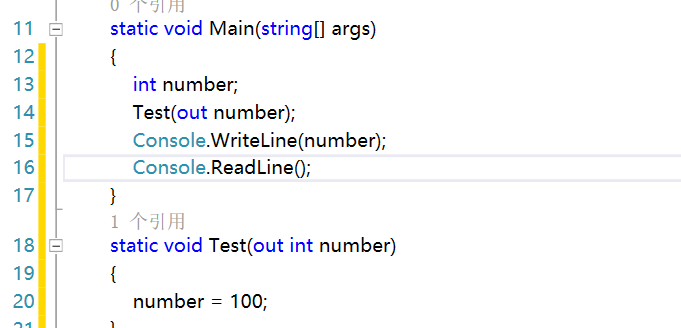 0 个引用
11 static void Main(string[] args)
12 {
13 int number;
14 Test(out number);
15 Console.WriteLine(number);
16 Console.ReadLine();
17 }
1 个引用
18 static void Test(out int number)
19 {
20 number = 100;
21 }